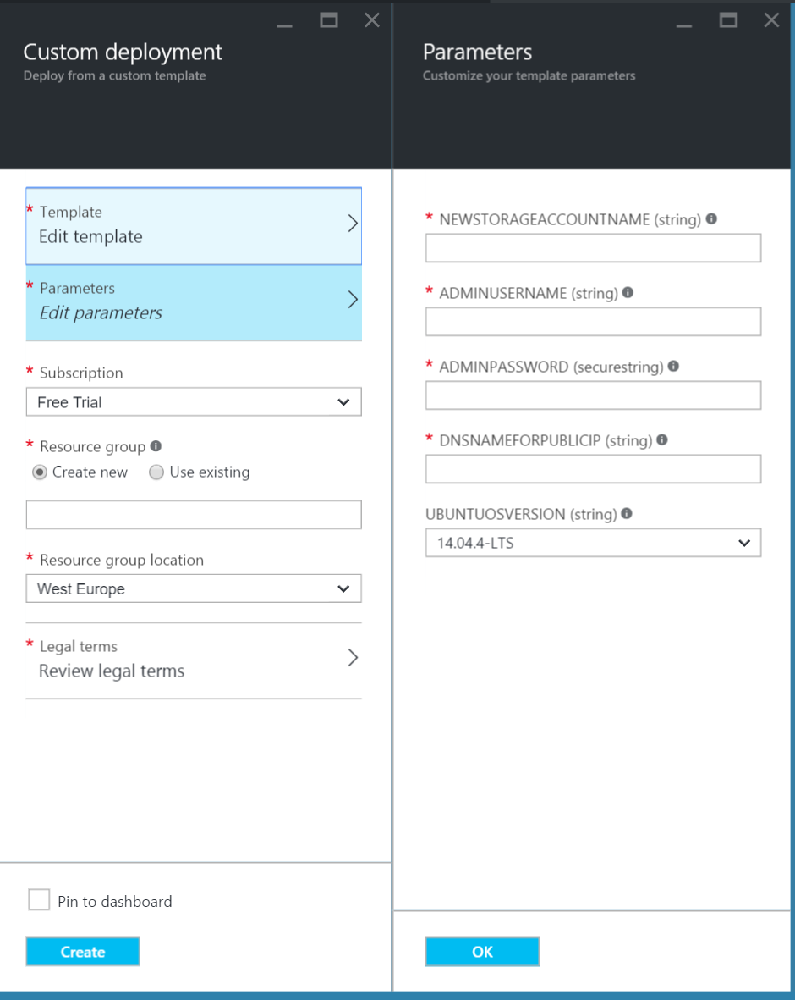 Custom deployment
Deploy from a custom template
* Template
Edit template
* Parameters
Edit parameters
* Subscription
Free Trial
* Resource group
Create new Use existing
* Resource group location
West Europe
* Legal terms
Review legal terms
Pin to dashboard
Create
Parameters
Customize your template parameters
* NEWSTORAGEACCOUNTNAME (string)
* ADMINUSERNAME (string)
* ADMINPASSWORD (securestring)
* DNSNAMEFORPUBLICIP (string)
UBUNTUOSVERSION (string)
14.04.4-LTS
OK